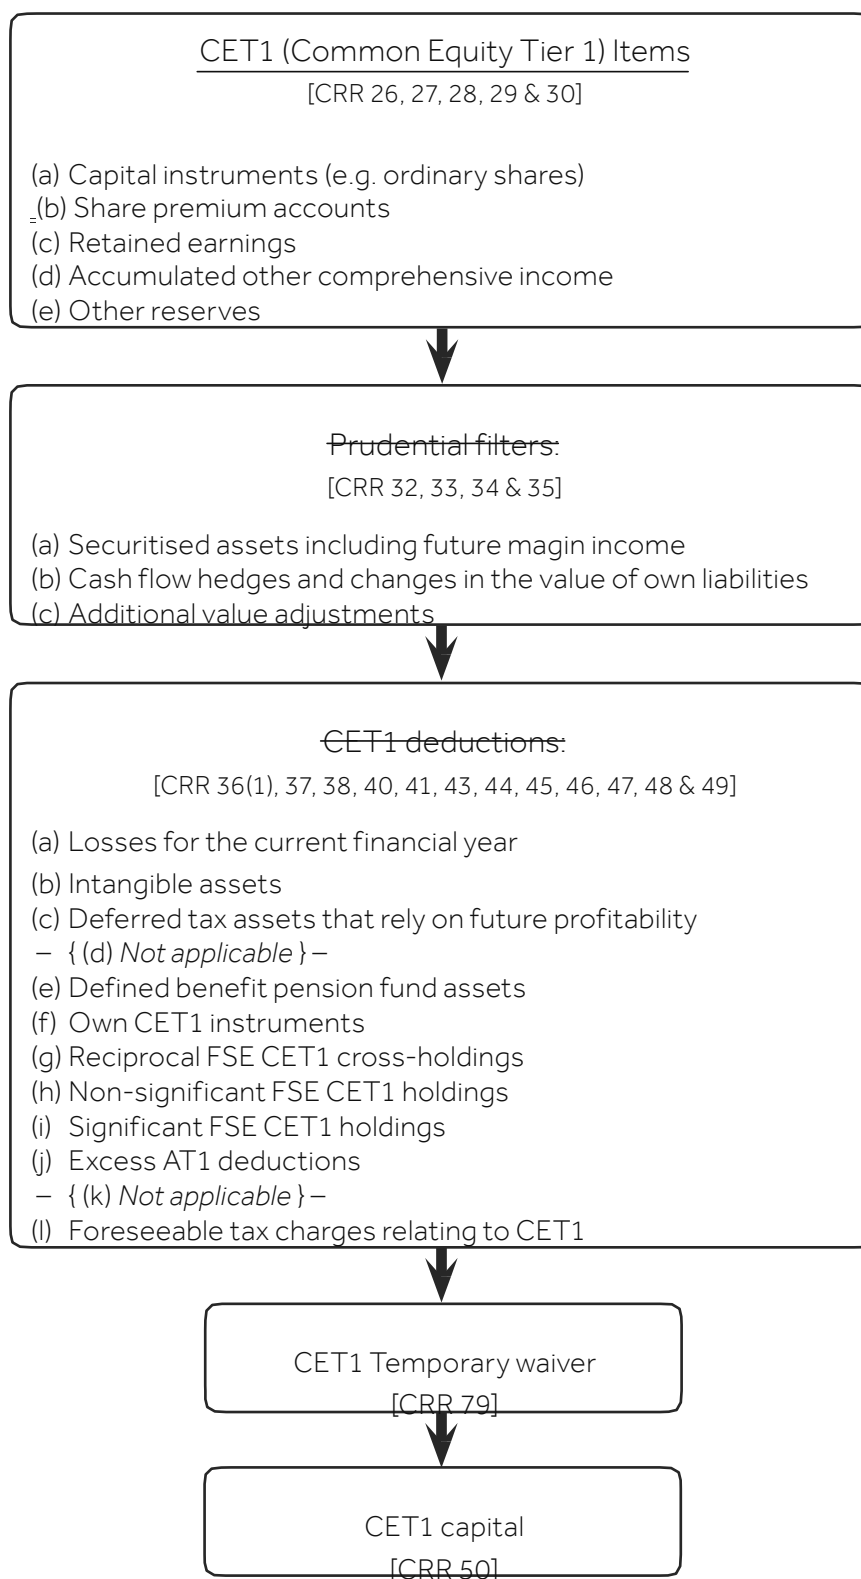 CET1 (Common Equity Tier 1) Items
[CRR 26, 27, 28, 29 & 30]
(a) Capital instruments (e.g. ordinary shares)
(b) Share premium accounts
(c) Retained earnings
(d) Accumulated other comprehensive income
(e) Other reserves
Prudential filters:
[CRR 32, 33, 34 & 35]
(a) Securitised assets including future magin income
(b) Cash flow hedges and changes in the value of own liabilities
(c) Additional value adjustments
CET1 deductions:
[CRR 36(1), 37, 38, 40, 41, 43, 44, 45, 46, 47, 48 & 49]
(a) Losses for the current financial year
(b) Intangible assets
(c) Deferred tax assets that rely on future profitability
– { (d) Not applicable } –
(e) Defined benefit pension fund assets
(f) Own CET1 instruments
(g) Reciprocal FSE CET1 cross-holdings
(h) Non-significant FSE CET1 holdings
(i) Significant FSE CET1 holdings
(j) Excess AT1 deductions
– { (k) Not applicable } –
(l) Foreseeable tax charges relating to CET1
CET1 Temporary waiver
[CRR 79]
CET1 capital
[CRR 50]